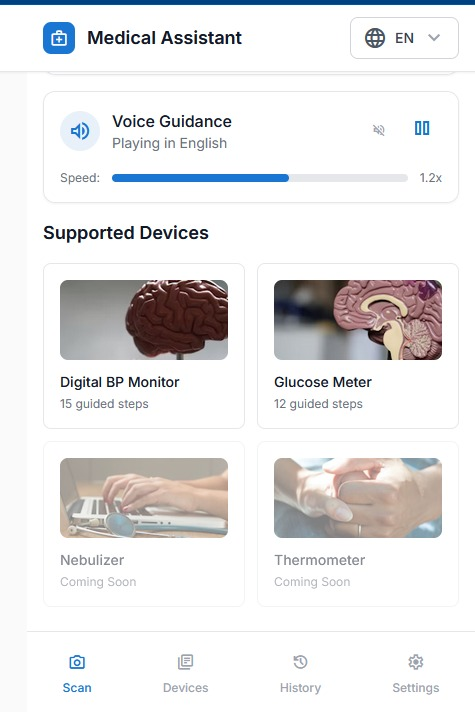 Medical Assistant
EN
Voice Guidance
Playing in English
Speed:
1.2x
Supported Devices
Digital BP Monitor
15 guided steps
Glucose Meter
12 guided steps
Nebulizer
Coming Soon
Thermometer
Coming Soon
Scan
Devices
History
Settings